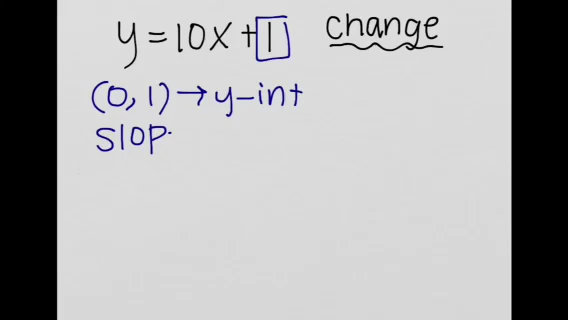 y = 10x + 1 change
(0, 1) → y-int
slop